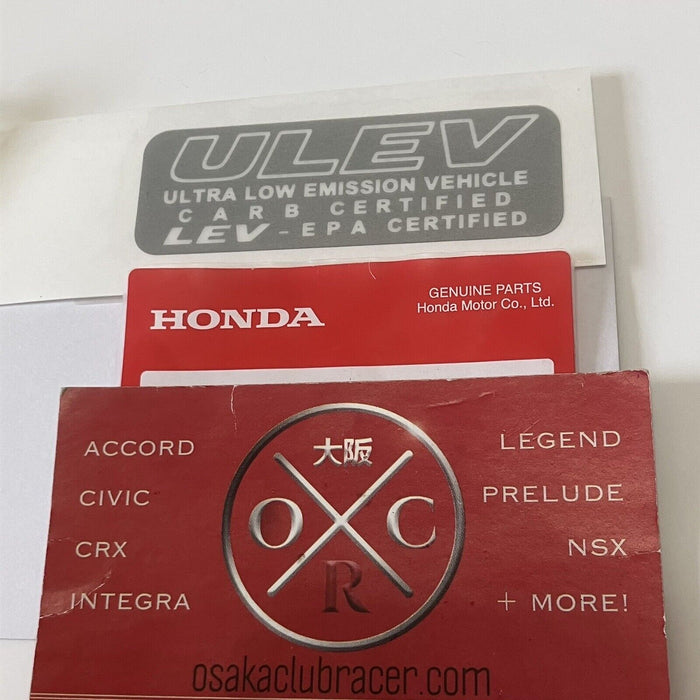 ULEV
ULTRA LOW EMISSION VEHICLE
CARB CERTIFIED
LEV - EPA CERTIFIED
HONDA
GENUINE PARTS
Honda Motor Co., Ltd.
ACCORD
CIVIC
CRX
INTEGRA
大阪
O C
R
LEGEND
PRELUDE
NSX
+ MORE!
osakaclubracer.com